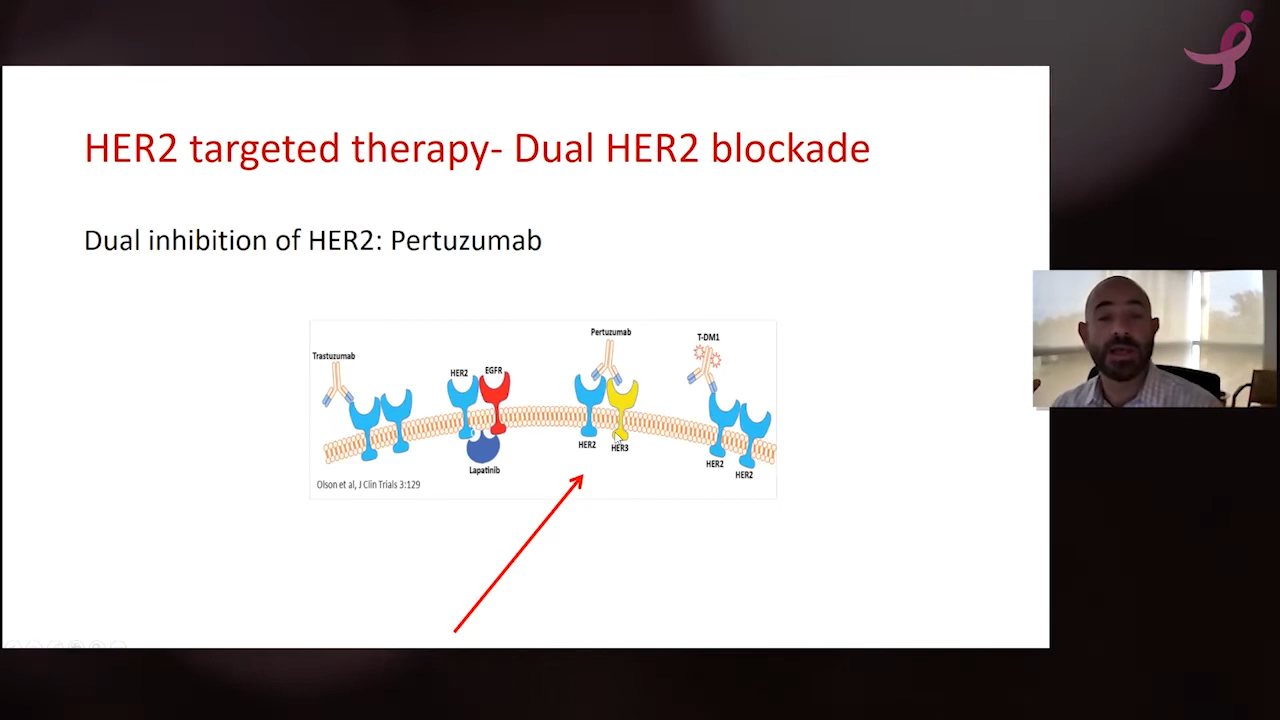 HER2 targeted therapy- Dual HER2 blockade
Dual inhibition of HER2: Pertuzumab
Trastuzumab
HER2
EGFR
Lapatinib
Pertuzumab
HER2
HER3
T-DM1
HER2
HER2
Olson et al, J Clin Trials 3:129